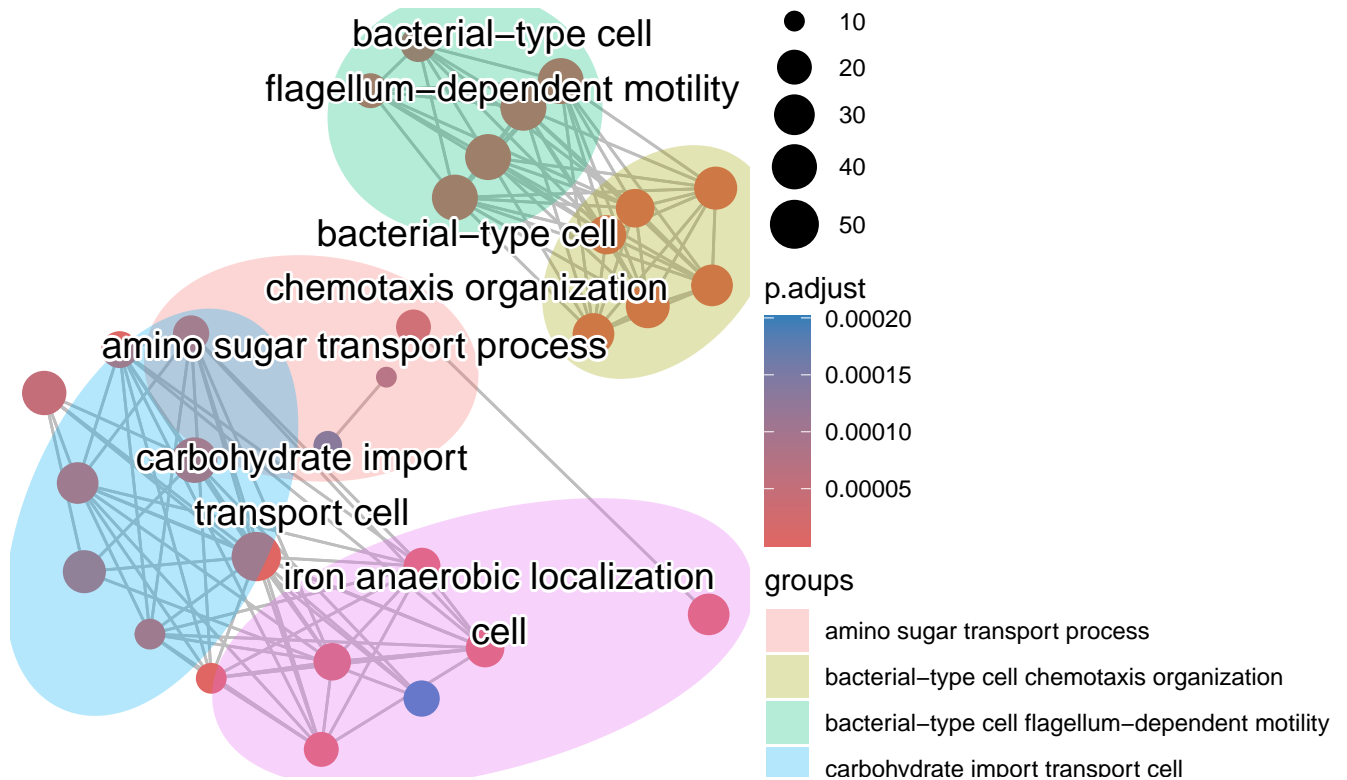 bacterial−type cell
flagellum−dependent motility
bacterial−type cell
chemotaxis organization
amino sugar transport process
carbohydrate import
transport cell
iron anaerobic localization
cell
10
20
30
40
50
p.adjust
0.00020
0.00015
0.00010
0.00005
groups
amino sugar transport process
bacterial−type cell chemotaxis organization
bacterial−type cell flagellum−dependent motility
carbohydrate import transport cell